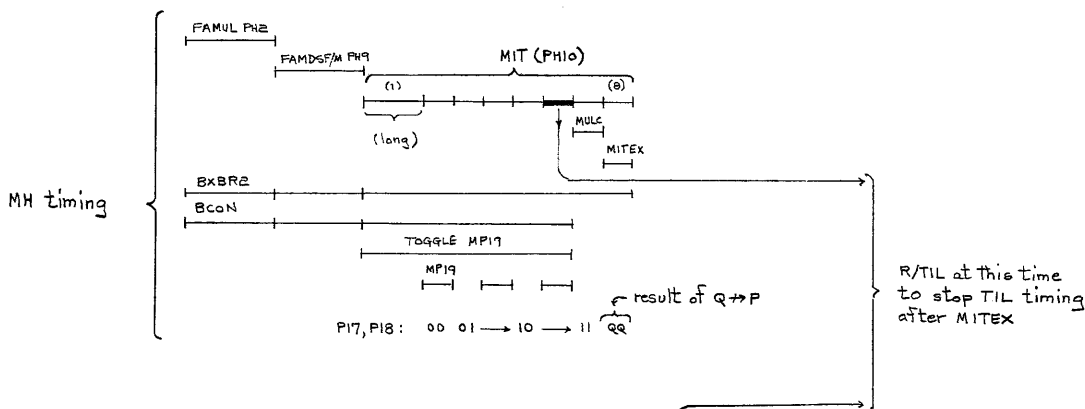 FAMUL PH2
FAMDSF/M PH9
MIT (PH10)
(1)
(8)
(long)
MULC
MITEX
MH timing
BXBR2
BCON
TOGGLE MP19
MP19
result of Q→P
P17, P18 : 00 01 → 10 → 11 QQ
R/TIL at this time
to stop TIL timing
after MITEX